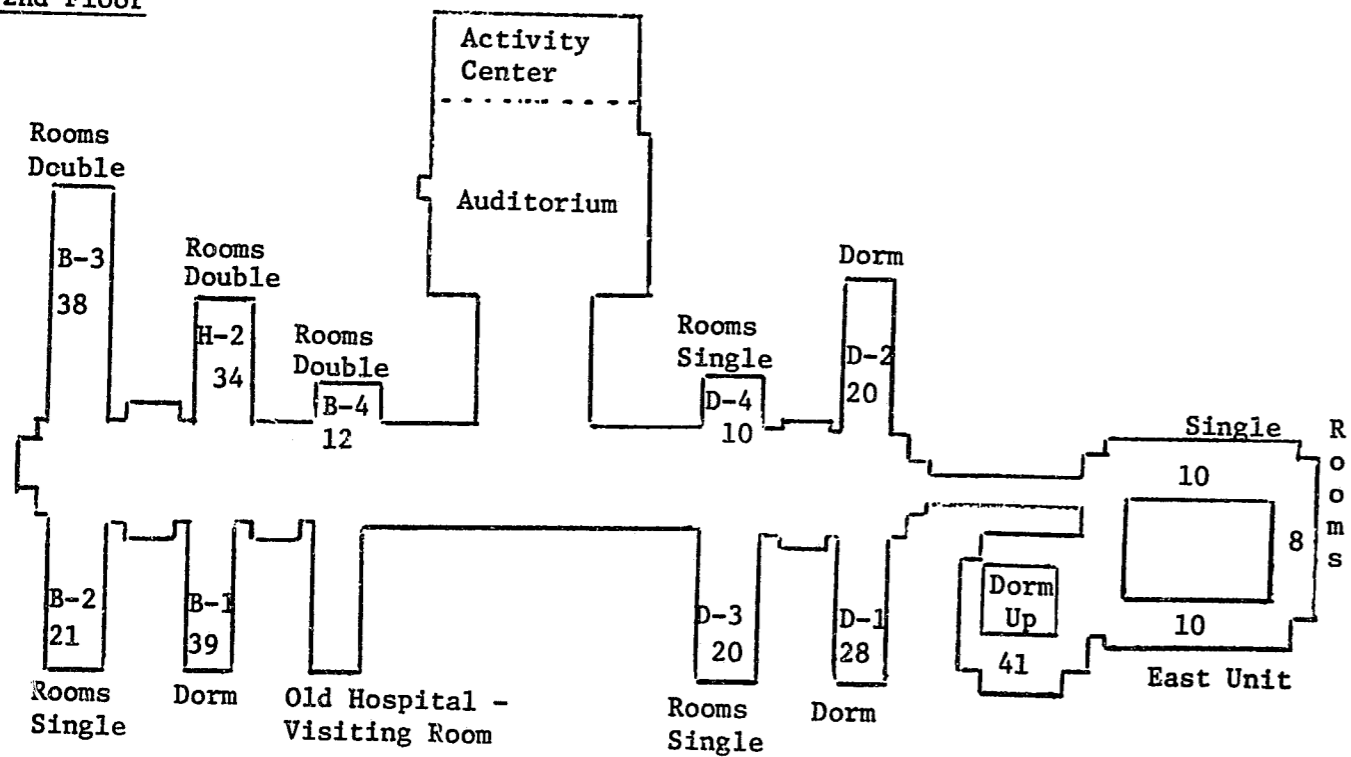 2nd Floor
Activity
Center
Auditorium
Rooms
Double
B-3
38
Rooms
Double
H-2
34
Rooms
Double
B-4
12
Rooms
Single
D-4
10
Dorm
D-2
20
Single
Rooms
10
8
10
East Unit
Dorm
Up
41
B-2
21
Rooms
Single
B-1
39
Dorm
Old Hospital -
Visiting Room
D-3
20
Rooms
Single
D-1
28
Dorm